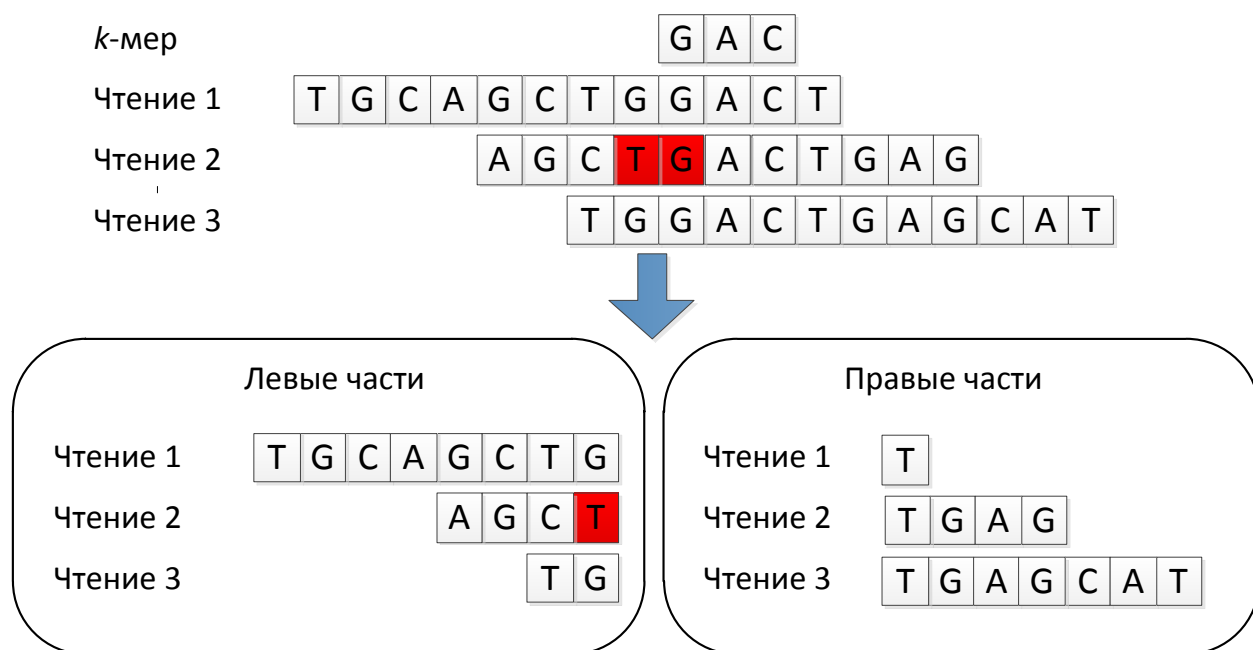 k-мер G A C
Чтение 1 T G C A G C T G G A C T
Чтение 2 A G C T G A C T G A G
Чтение 3 T G G A C T G A G C A T
Левые части
Чтение 1 T G C A G C T G
Чтение 2 A G C T
Чтение 3 T G
Правые части
Чтение 1 T
Чтение 2 T G A G
Чтение 3 T G A G C A T